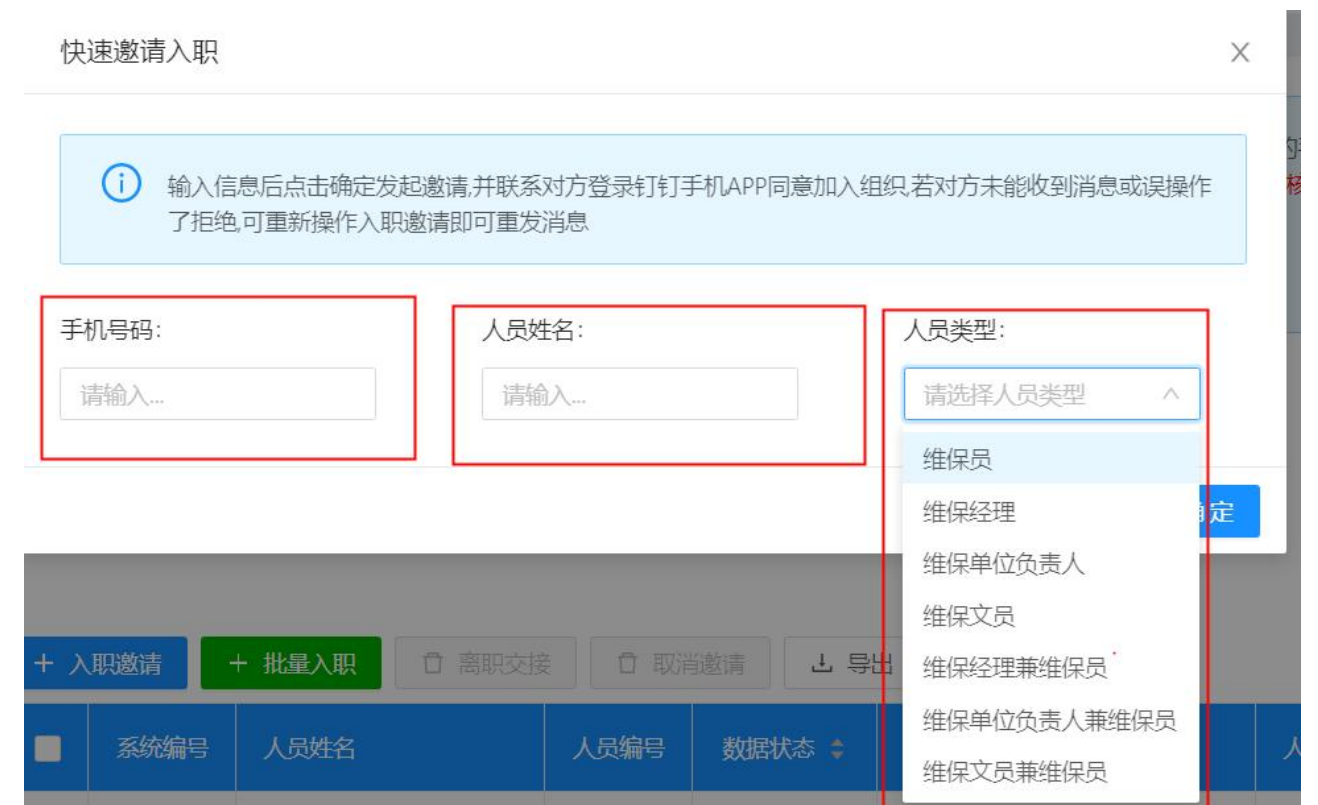 快速邀请入职
输入信息后点击确定发起邀请,并联系对方登录钉钉手机APP同意加入组织,若对方未能收到消息或误操作
了拒绝,可重新操作入职邀请即可重发消息
手机号码:
人员姓名:
人员类型:
请输入...
请输入...
请选择人员类型
维保员
维保经理
定
维保单位负责人
维保文员
+ 入职邀请
+ 批量入职
离职交接
取消邀请
导出
维保经理兼维保员
维保单位负责人兼维保员
系统编号
人员姓名
人员编号
数据状态
人
维保文员兼维保员